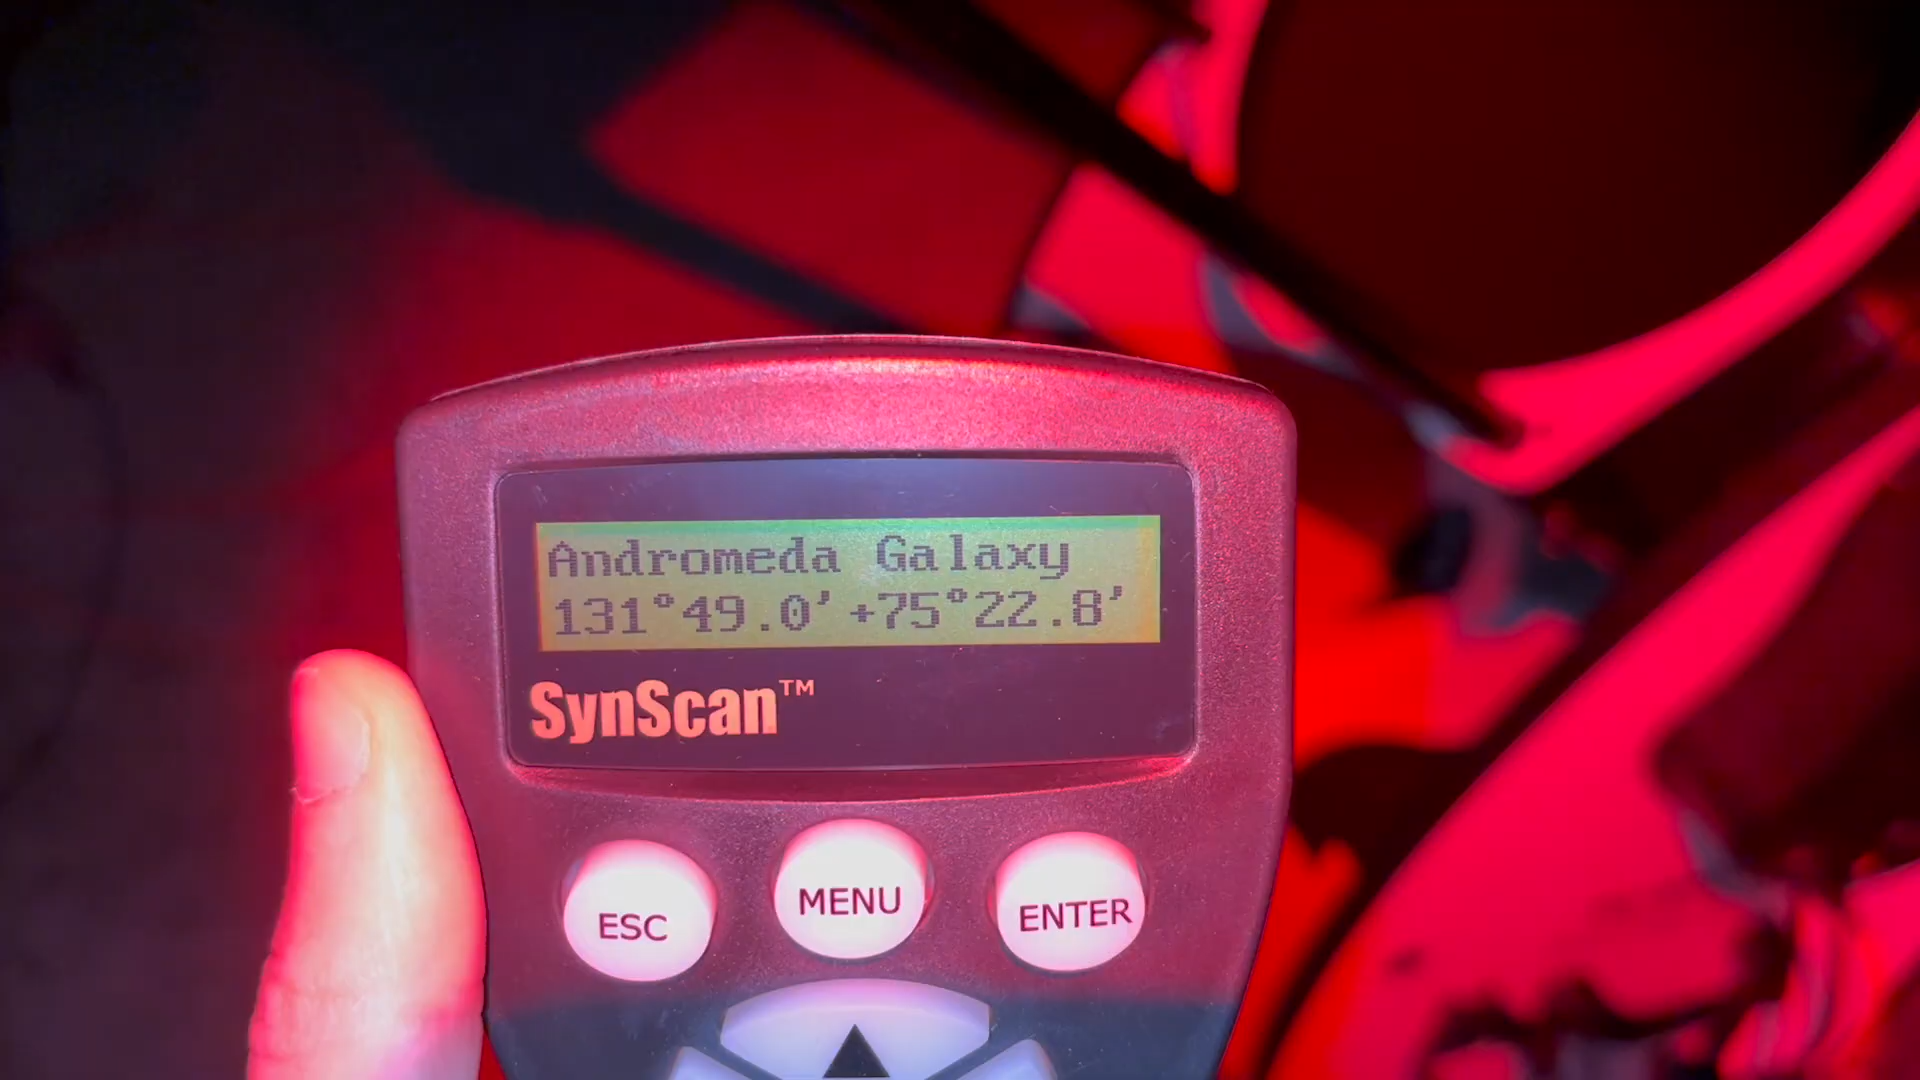 Andromeda Galaxy
131°49.0' +75°22.8'
SynScan™
ESC MENU ENTER